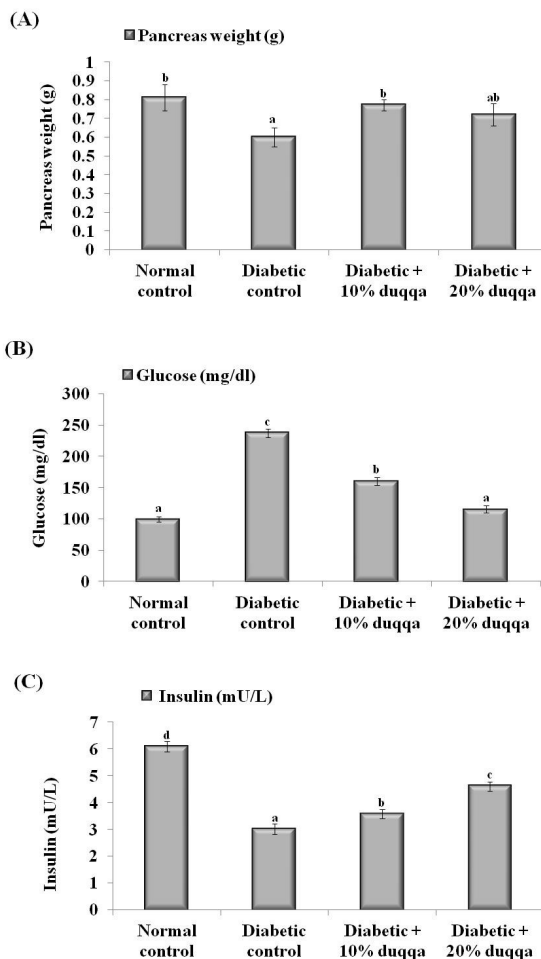 (A)
Pancreas weight (g)
Pancreas weight (g)
1
0.9
0.8
0.7
0.6
0.5
0.4
0.3
0.2
0.1
0
b
a
b
ab
Normal control
Diabetic control
Diabetic + 10% duqqa
Diabetic + 20% duqqa
(B)
Glucose (mg/dl)
Glucose (mg/dl)
300
250
200
150
100
50
0
a
c
b
a
Normal control
Diabetic control
Diabetic + 10% duqqa
Diabetic + 20% duqqa
(C)
Insulin (mU/L)
Insulin (mU/L)
7
6
5
4
3
2
1
0
d
a
b
c
Normal control
Diabetic control
Diabetic + 10% duqqa
Diabetic + 20% duqqa